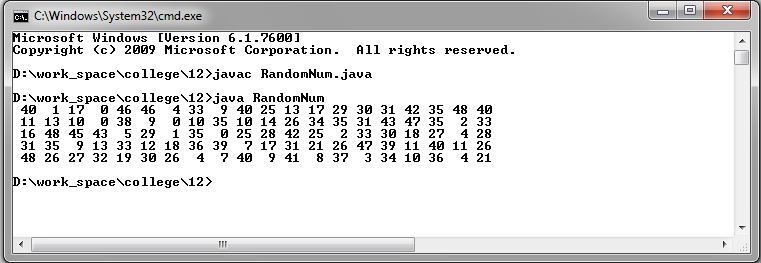 C:\Windows\System32\cmd.exe
Microsoft Windows [Version 6.1.7600]
Copyright (c) 2009 Microsoft Corporation.  All rights reserved.
D:\work_space\college\12>javac RandomNum.java
D:\work_space\college\12>java RandomNum
 40  1 17  0 46 46  4 33  9 40 25 13 17 29 30 31 42 35 48 40
 11 13 10  0 38  9  0 10 35 10 14 26 34 35 31 43 47 35  2 33
 16 48 45 43  5 29  1 35  0 25 28 42 25  2 33 30 18 27  4 28
 31 35  9 13 33 12 18 36 39  7 17 31 21 26 47 39 11 40 11 26
 48 26 27 32 19 30 26  4  7 40  9 41  8 37  3 34 10 36  4 21
D:\work_space\college\12>